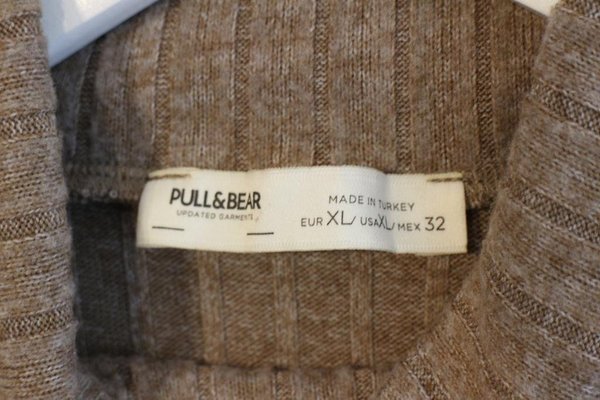 PULL&BEAR
UPDATED GARMENTS
MADE IN TURKEY
EUR XL/ USA XL/ MEX 32